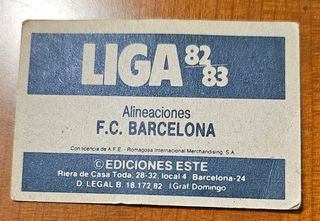 LIGA 82
83
Alineaciones
F.C. BARCELONA
Con licencia de A.F.E. - Romagosa International Merchandising, S.A.
© EDICIONES ESTE
Riera de Casa Toda, 28-32, local 4 Barcelona-24
D. LEGAL B. 18.172 82 I.Graf Domingo